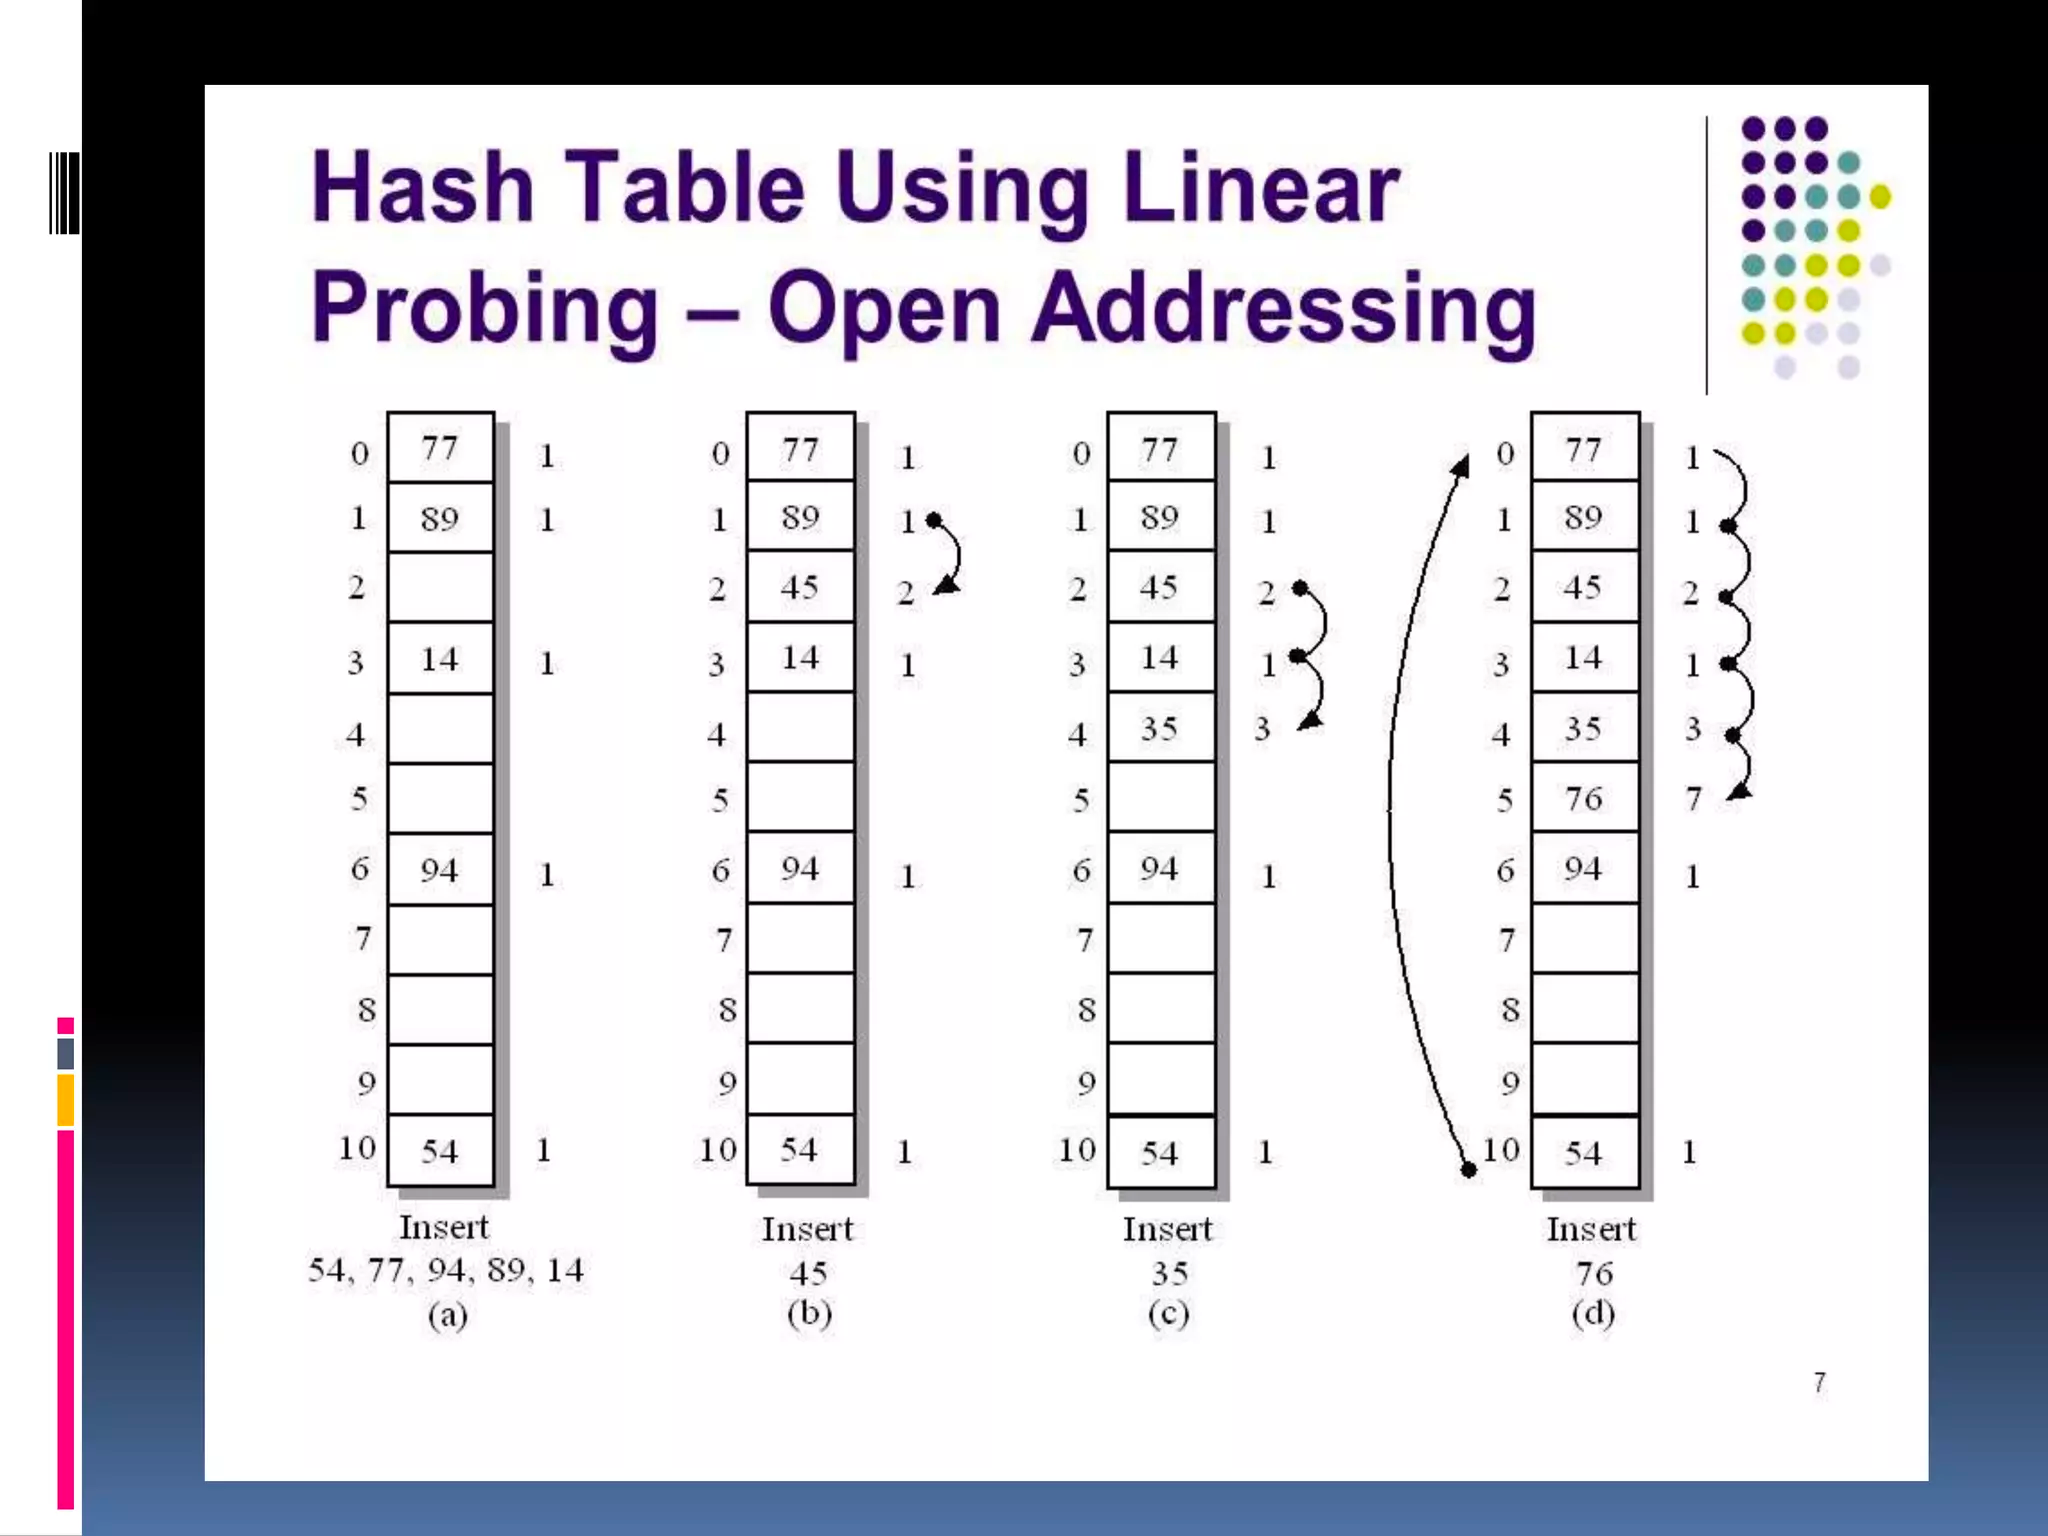 Hash Table Using Linear
Probing – Open Addressing
0 77 1 0 77 1 0 77 1 0 77 1
1 89 1 1 89 1 1 89 1 1 89 1
2 2 45 2 2 45 2 2 45 2
3 14 1 3 14 1 3 14 1 3 14 1
4 4 4 35 3 4 35 3
5 5 5 5 76 7
6 94 1 6 94 1 6 94 1 6 94 1
7 7 7 7
8 8 8 8
9 9 9 9
10 54 1 10 54 1 10 54 1 10 54 1
Insert Insert Insert Insert
54, 77, 94, 89, 14 45 35 76
(a) (b) (c) (d)
7